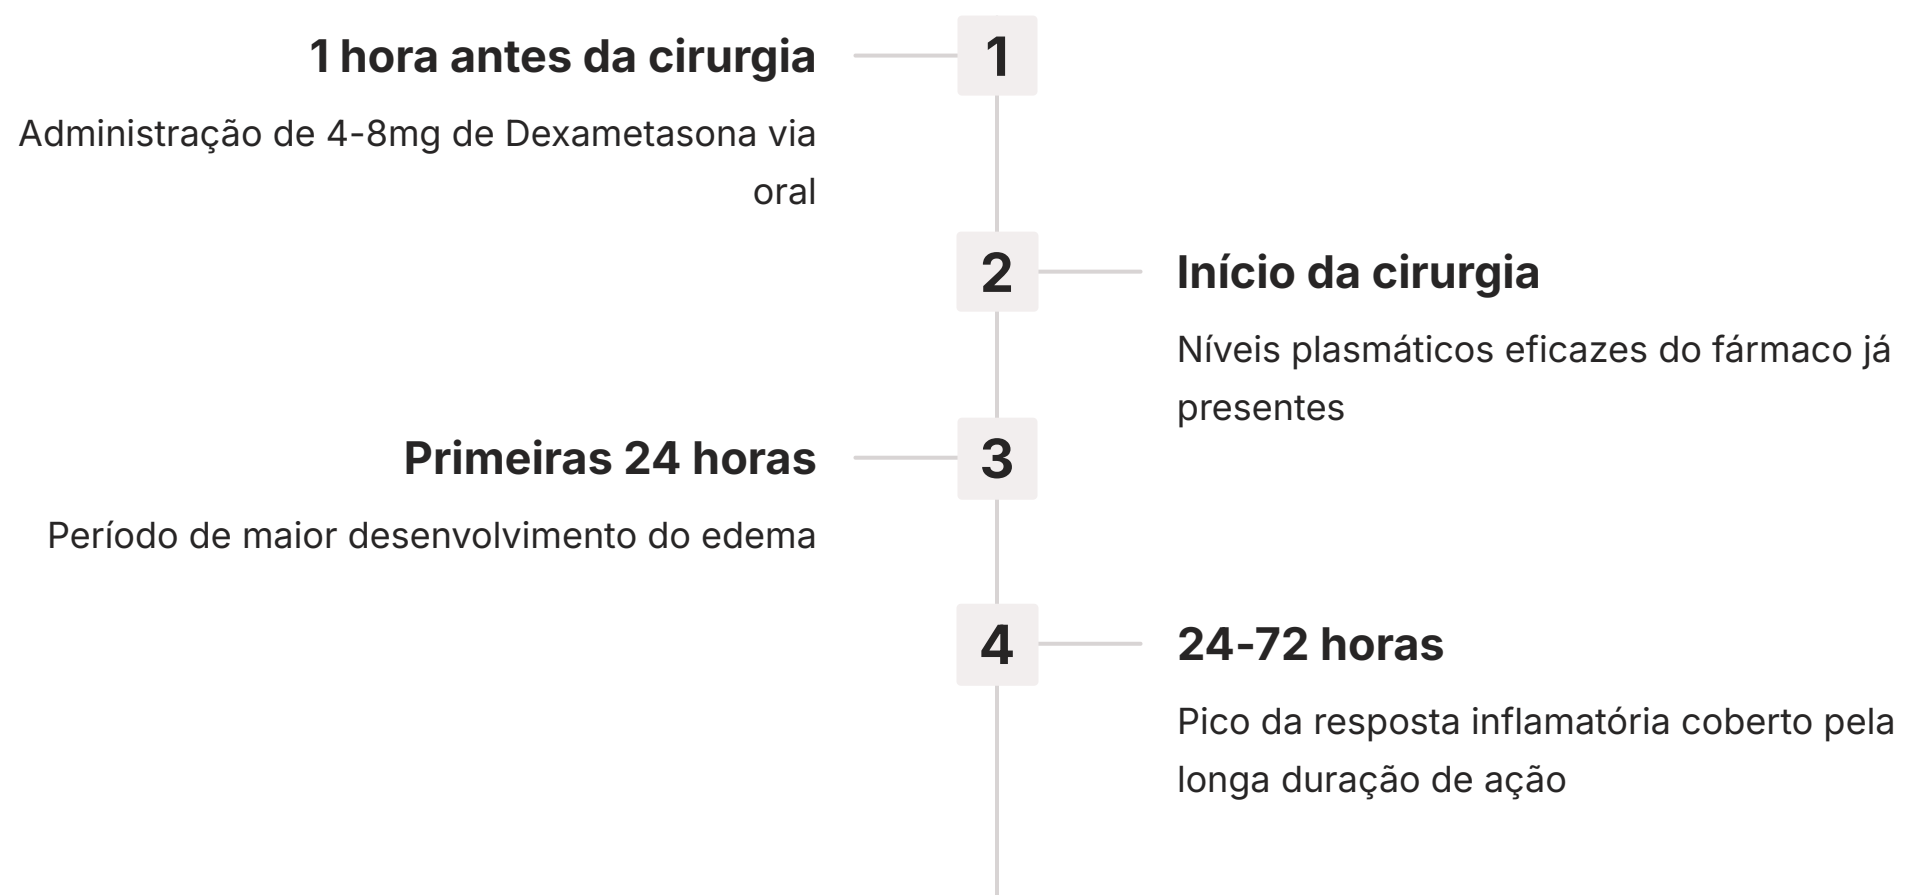 1 hora antes da cirurgia
1
Administração de 4-8mg de Dexametasona via
oral
2
Início da cirurgia
Níveis plasmáticos eficazes do fármaco já
presentes
Primeiras 24 horas
3
Período de maior desenvolvimento do edema
4
24-72 horas
Pico da resposta inflamatória coberto pela
longa duração de ação